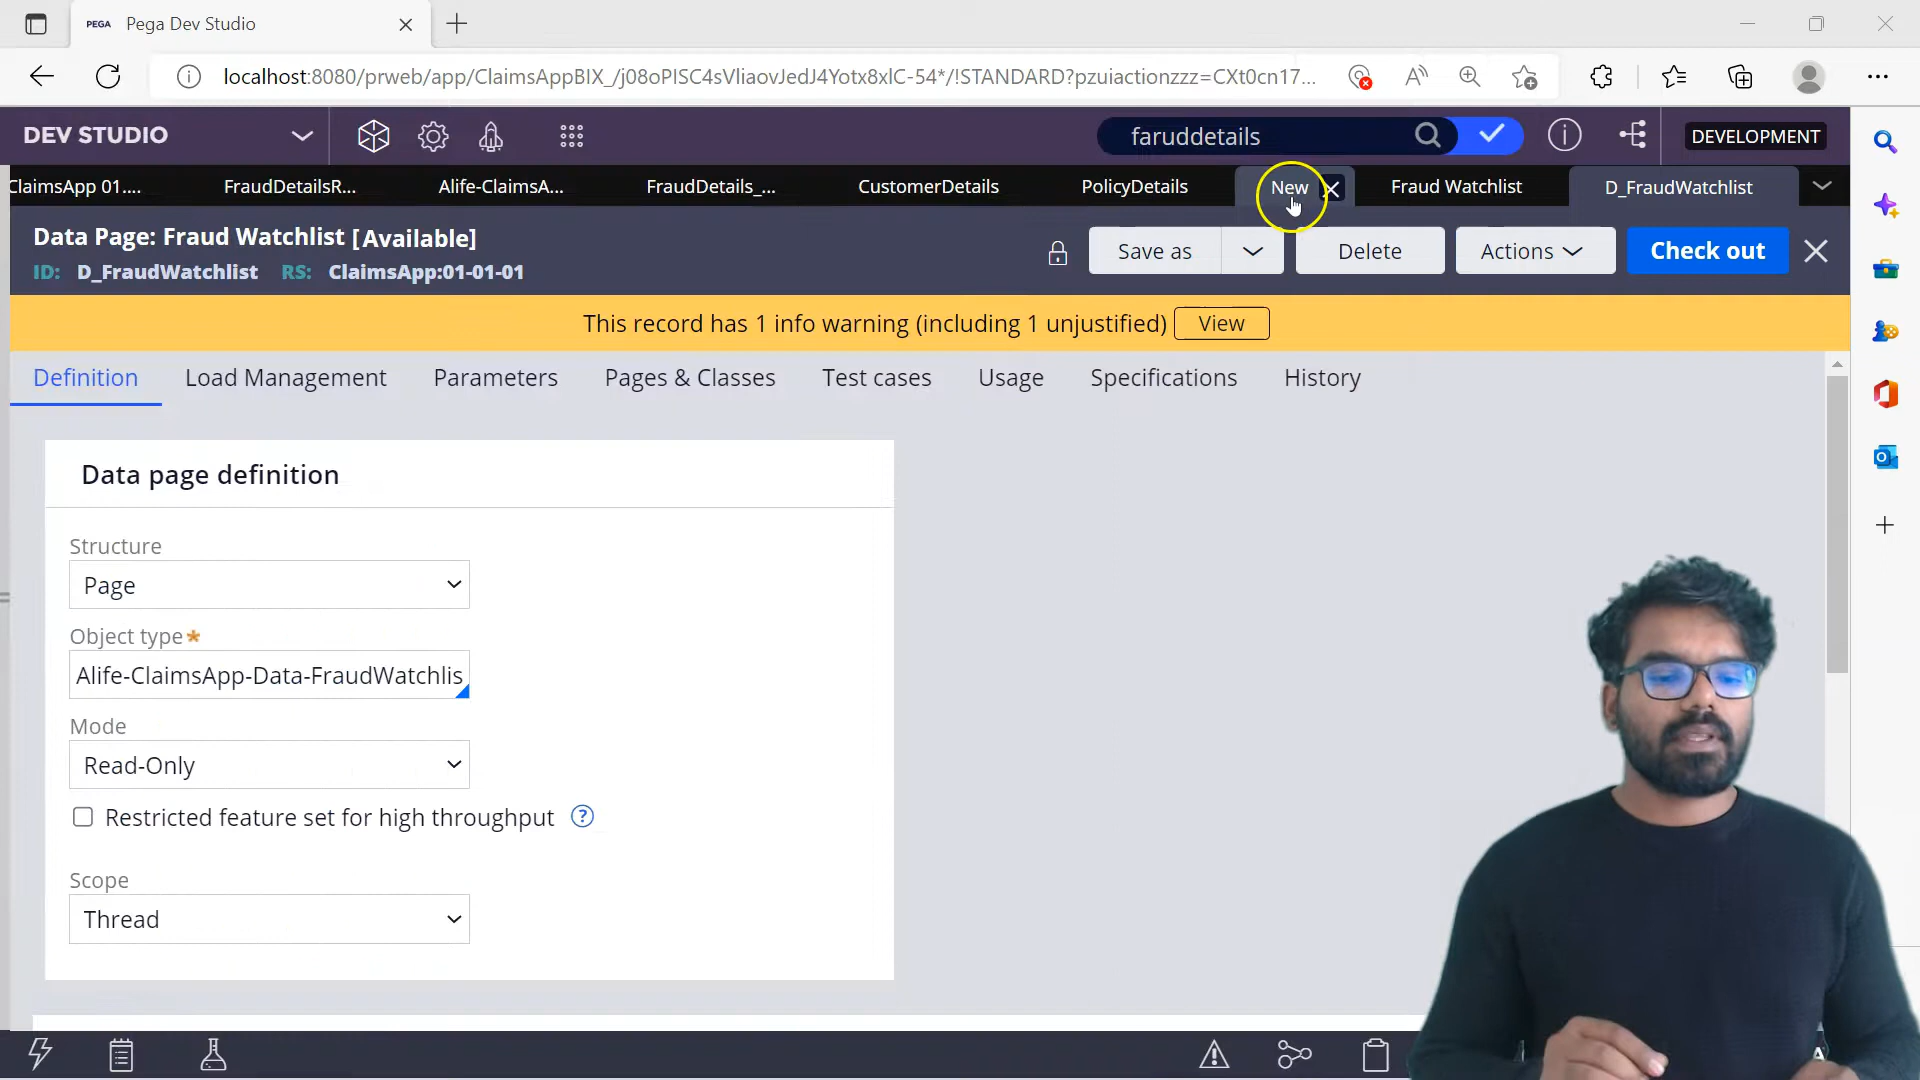 PEGA Pega Dev Studio
localhost:8080/prweb/app/ClaimsAppBIX_/j08oPISC4sVliaovJedJ4Yotx8xlC-54*/!STANDARD?pzuiactionzzz=CXt0cn17...
DEV STUDIO faruddetails DEVELOPMENT
ClaimsApp 01.... FraudDetailsR... Alife-ClaimsA... FraudDetails_... CustomerDetails PolicyDetails New Fraud Watchlist D_FraudWatchlist
Data Page: Fraud Watchlist [Available]
ID: D_FraudWatchlist RS: ClaimsApp:01-01-01
Save as Delete Actions Check out
This record has 1 info warning (including 1 unjustified) View
Definition Load Management Parameters Pages & Classes Test cases Usage Specifications History
Data page definition
Structure
Page
Object type*
Alife-ClaimsApp-Data-FraudWatchlis
Mode
Read-Only
Restricted feature set for high throughput ?
Scope
Thread